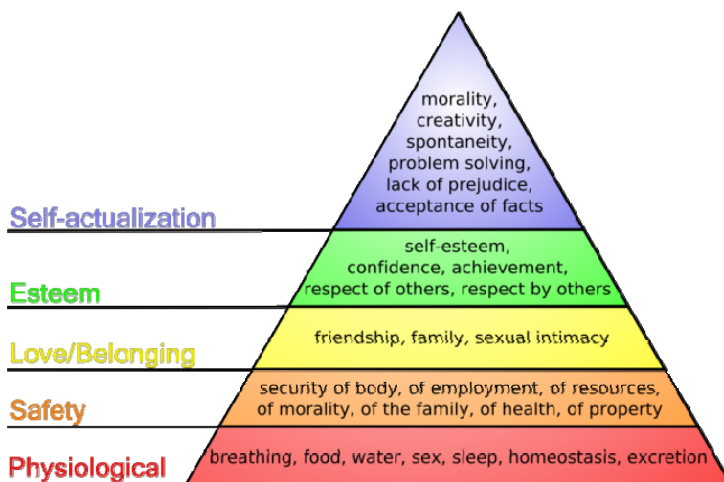 morality,
creativity,
spontaneity,
problem solving,
lack of prejudice,
acceptance of facts
Self-actualization
self-esteem,
confidence, achievement,
respect of others, respect by others
Esteem
friendship, family, sexual intimacy
Love/Belonging
security of body, of employment, of resources,
of morality, of the family, of health, of property
Safety
breathing, food, water, sex, sleep, homeostasis, excretion
Physiological